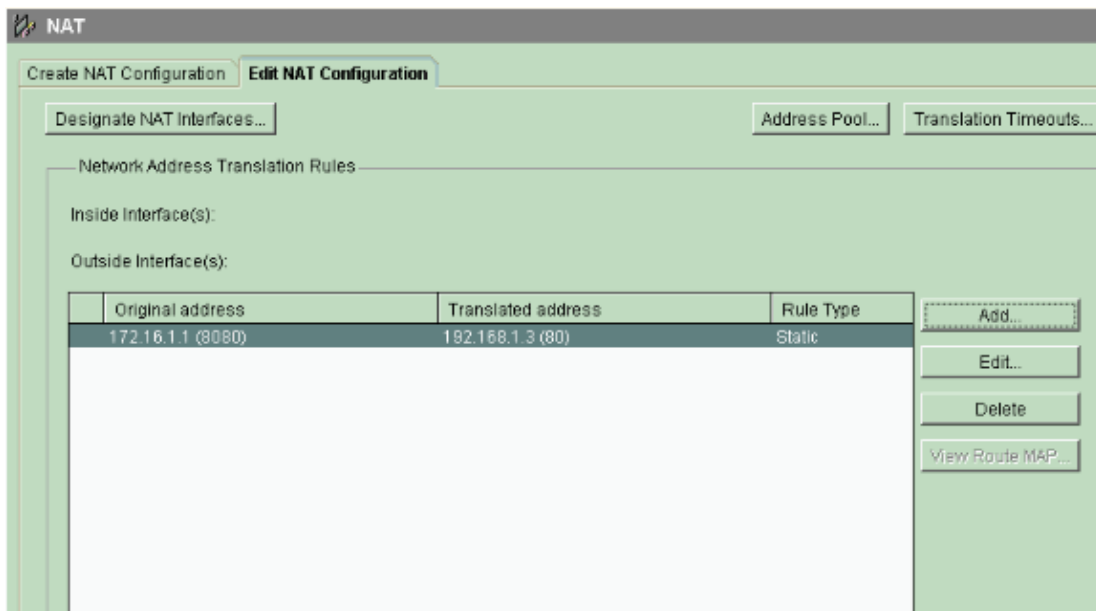 NAT
Create NAT Configuration Edit NAT Configuration
Designate NAT Interfaces... Address Pool... Translation Timeouts...
Network Address Translation Rules
Inside Interface(s):
Outside Interface(s):
Original address Translated address Rule Type
172.16.1.1 (8080) 192.168.1.3 (80) Static
Add...
Edit...
Delete
View Route MAP...